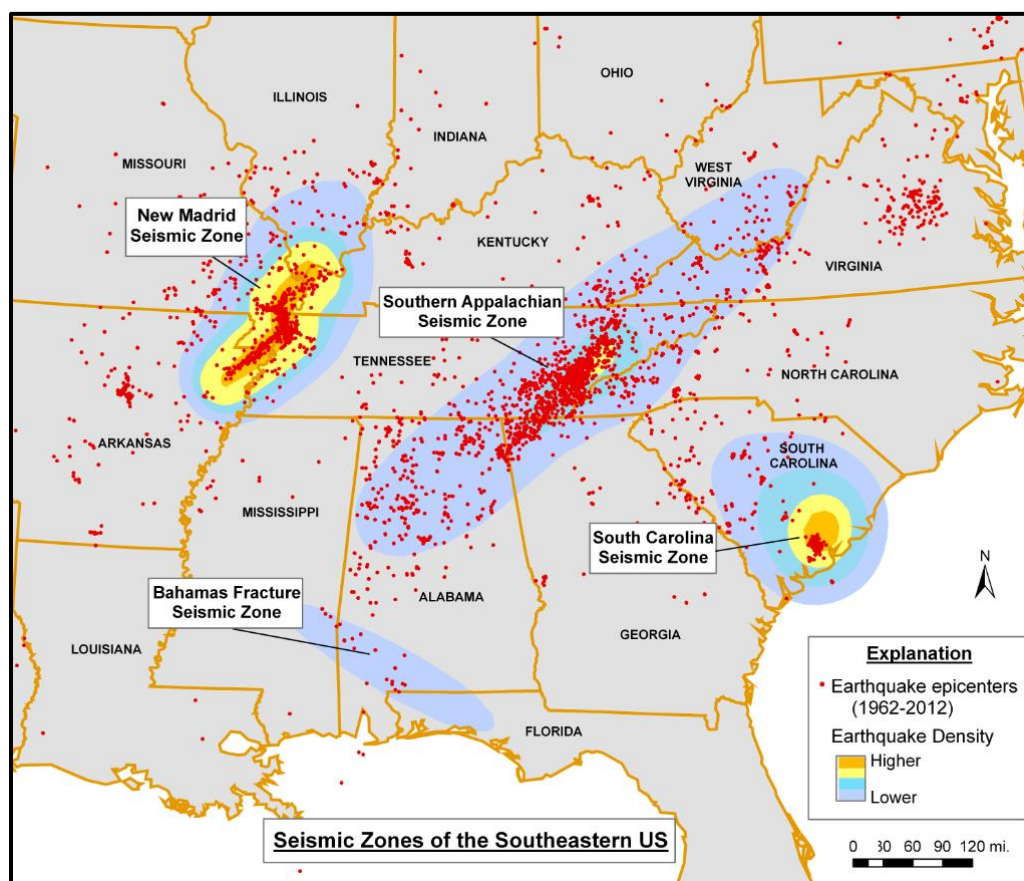 OHIO
ILLINOIS
INDIANA
MISSOURI
WEST
VIRGINIA
New Madrid
Seismic Zone
KENTUCKY
VIRGINIA
Southern Appalachian
Seismic Zone
TENNESSEE
NORTH CAROLINA
ARKANSAS
SOUTH
CAROLINA
MISSISSIPPI
South Carolina
Seismic Zone
N
Bahamas Fracture
Seismic Zone
ALABAMA
GEORGIA
LOUISIANA
Explanation
Earthquake epicenters
(1962-2012)
Earthquake Density
Higher
Lower
FLORIDA
Seismic Zones of the Southeastern US
0 30 60 90 120 mi.